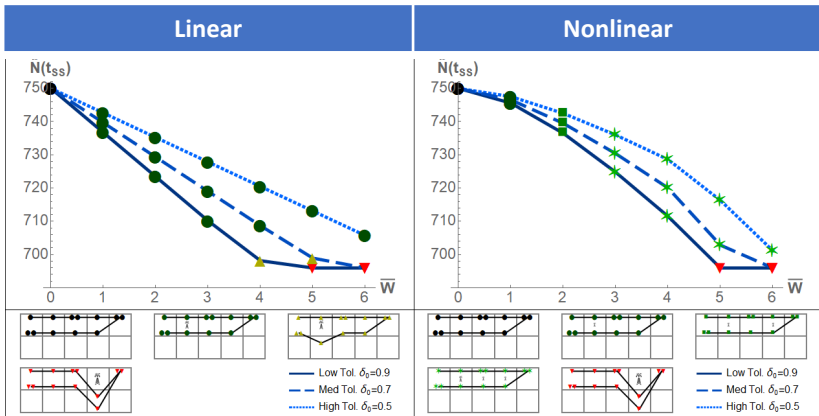 Linear
Nonlinear
N̄(tSS)
750
740
730
720
710
700
0 1 2 3 4 5 6
W̄
Low Tol. δ₀=0.9
Med Tol. δ₀=0.7
High Tol. δ₀=0.5
N̄(tSS)
750
740
730
720
710
700
0 1 2 3 4 5 6
W̄
Low Tol. δ₀=0.9
Med Tol. δ₀=0.7
High Tol. δ₀=0.5